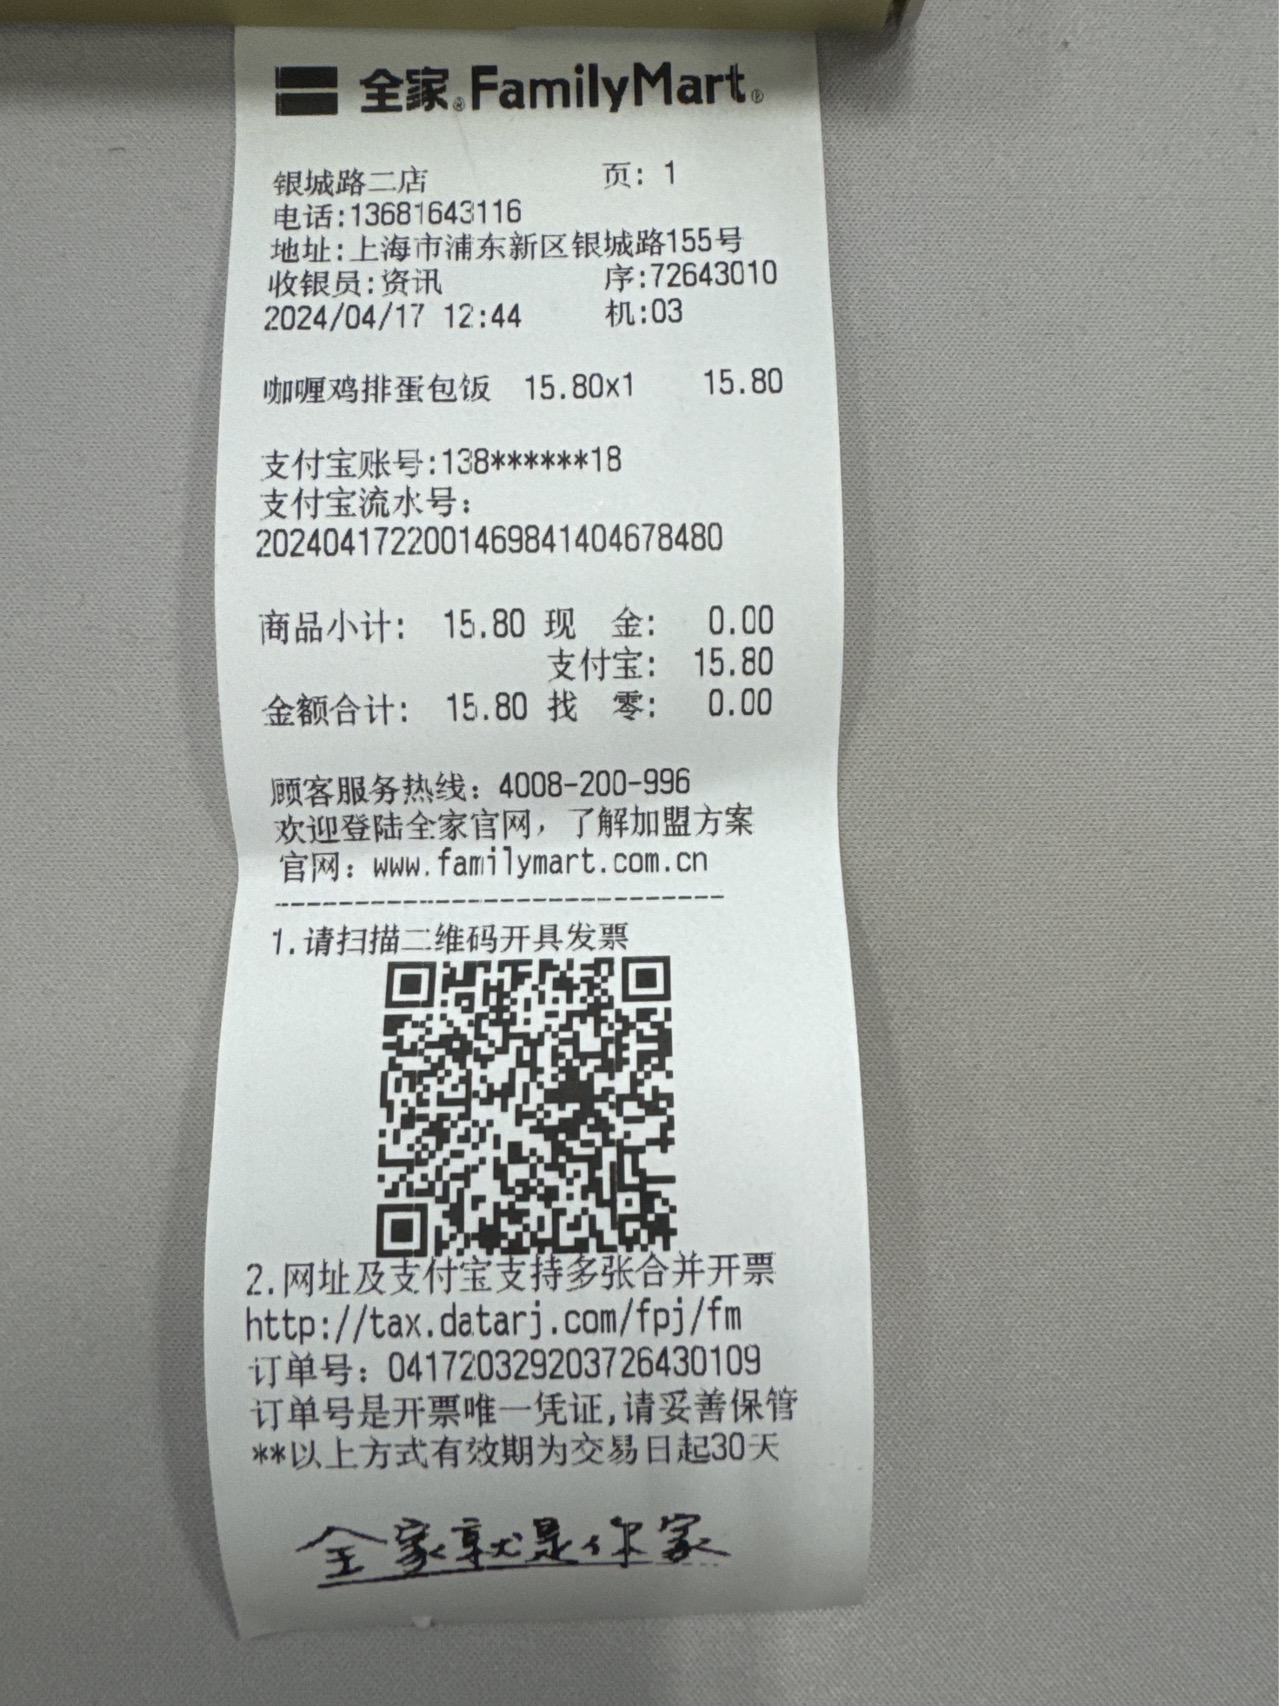 全家®FamilyMart®
银城路二店 页: 1
电话:13681643116
地址:上海市浦东新区银城路155号
收银员:资讯 序:72643010
2024/04/17 12:44 机:03
咖喱鸡排蛋包饭 15.80x1 15.80
支付宝账号:138******18
支付宝流水号:
2024041722001469841404678480
商品小计: 15.80 现 金: 0.00
支付宝: 15.80
金额合计: 15.80 找 零: 0.00
顾客服务热线: 4008-200-996
欢迎登陆全家官网, 了解加盟方案
官网: www.familymart.com.cn
----------------------------
1.请扫描二维码开具发票
2.网址及支付宝支持多张合并开票
http://tax.datarj.com/fpj/fm
订单号: 041720329203726430109
订单号是开票唯一凭证,请妥善保管
**以上方式有效期为交易日起30天
全家就是你家